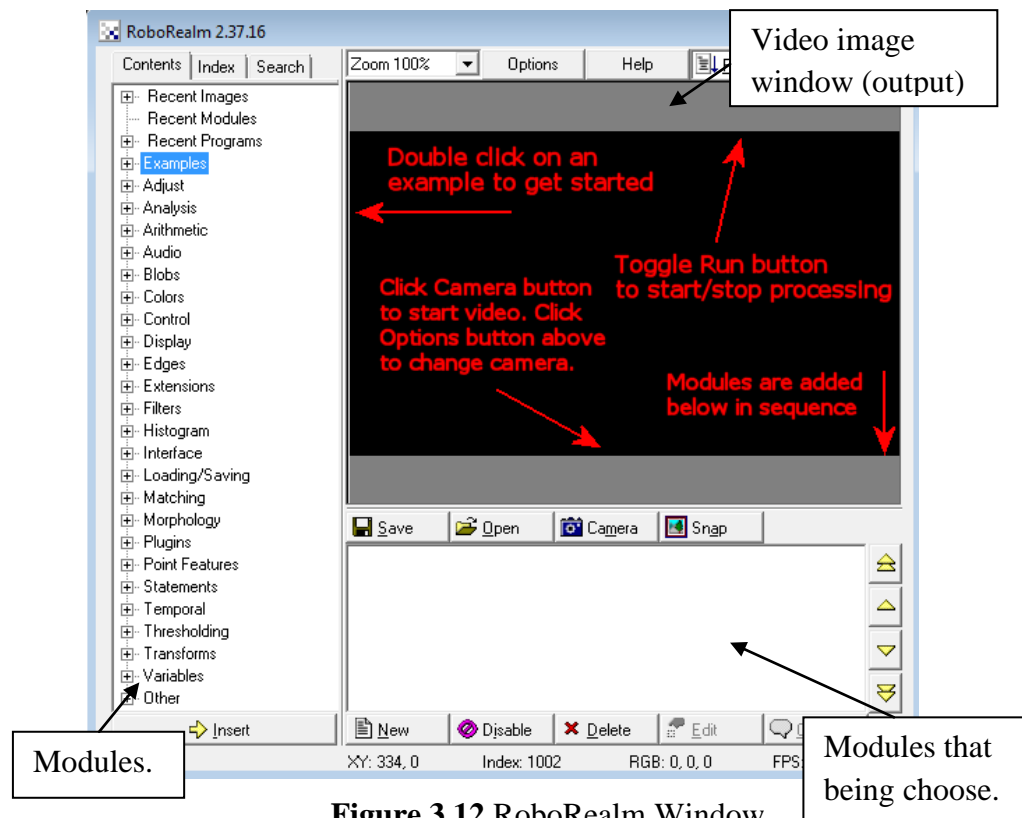 RoboRealm 2.37.16
Video image
window (output)
Contents Index Search
Zoom 100% Options Help
Recent Images
Recent Modules
Recent Programs
Examples
Adjust
Analysis
Arithmetic
Audio
Blobs
Colors
Control
Display
Edges
Extensions
Filters
Histogram
Interface
Loading/Saving
Matching
Morphology
Plugins
Point Features
Statements
Temporal
Thresholding
Transforms
Variables
Other
Insert
Double click on an
example to get started
Toggle Run button
to start/stop processing
Click Camera button
to start video. Click
Options button above
to change camera.
Modules are added
below in sequence
Save Open Camera Snap
New Disable Delete Edit
XY: 334, 0 Index: 1002 RGB: 0, 0, 0 FPS:
Modules.
Modules that
being choose.
Figure 3.12 RoboRealm Window